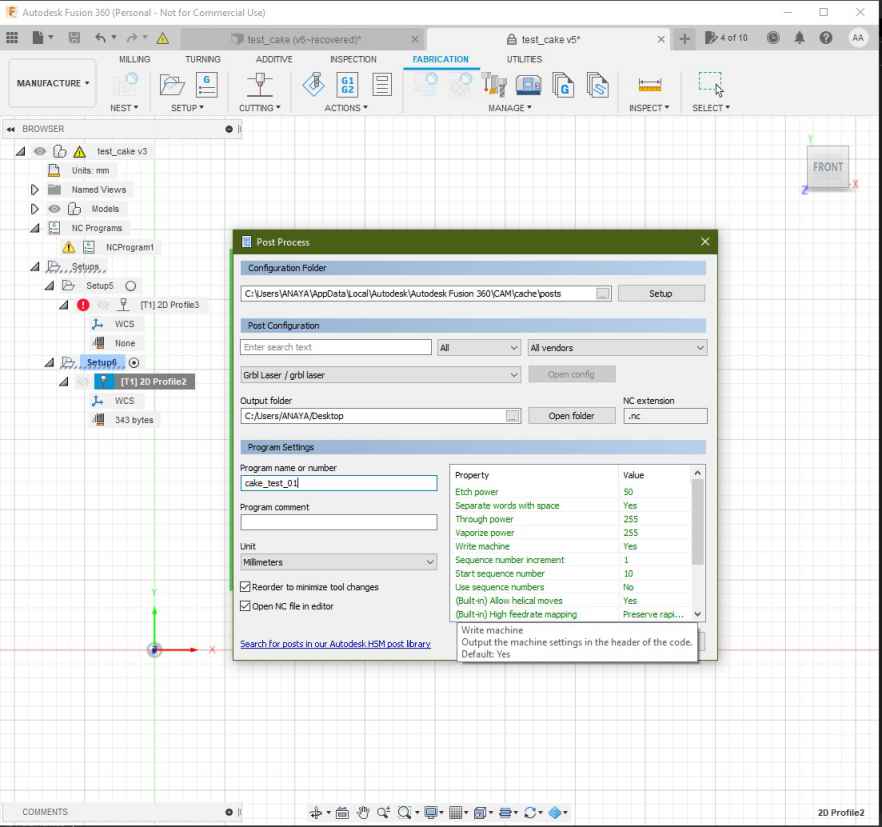 Autodesk Fusion 360 (Personal - Not for Commercial Use)
test_cake (v6~recovered)*
test_cake v5*
4 of 10
AA
MILLING
TURNING
ADDITIVE
INSPECTION
FABRICATION
UTILITIES
MANUFACTURE
G1
G2
NEST
SETUP
CUTTING
ACTIONS
MANAGE
INSPECT
SELECT
BROWSER
test_cake v3
Units: mm
Named Views
Models
NC Programs
NCProgram1
Setups
Setup5
[T1] 2D Profile3
WCS
None
Setup6
[T1] 2D Profile2
WCS
343 bytes
Y
FRONT
Z
X
Post Process
Configuration Folder
C:\Users\ANAYA\AppData\Local\Autodesk\Autodesk Fusion 360\CAM\cache\posts
...
Setup
Post Configuration
Enter search text
All
All vendors
Grbl Laser / grbl laser
Open config
Output folder
NC extension
C:/Users/ANAYA/Desktop
...
Open folder
.nc
Program Settings
Program name or number
cake_test_01
Program comment
Unit
Millimeters
Reorder to minimize tool changes
Open NC file in editor
Search for posts in our Autodesk HSM post library
Property Value
Etch power 50
Separate words with space Yes
Through power 255
Vaporize power 255
Write machine Yes
Sequence number increment 1
Start sequence number 10
Use sequence numbers No
(Built-in) Allow helical moves Yes
(Built-in) High feedrate mapping Preserve rapi...
Write machine
Output the machine settings in the header of the code.
Default: Yes
Y
X
COMMENTS
2D Profile2